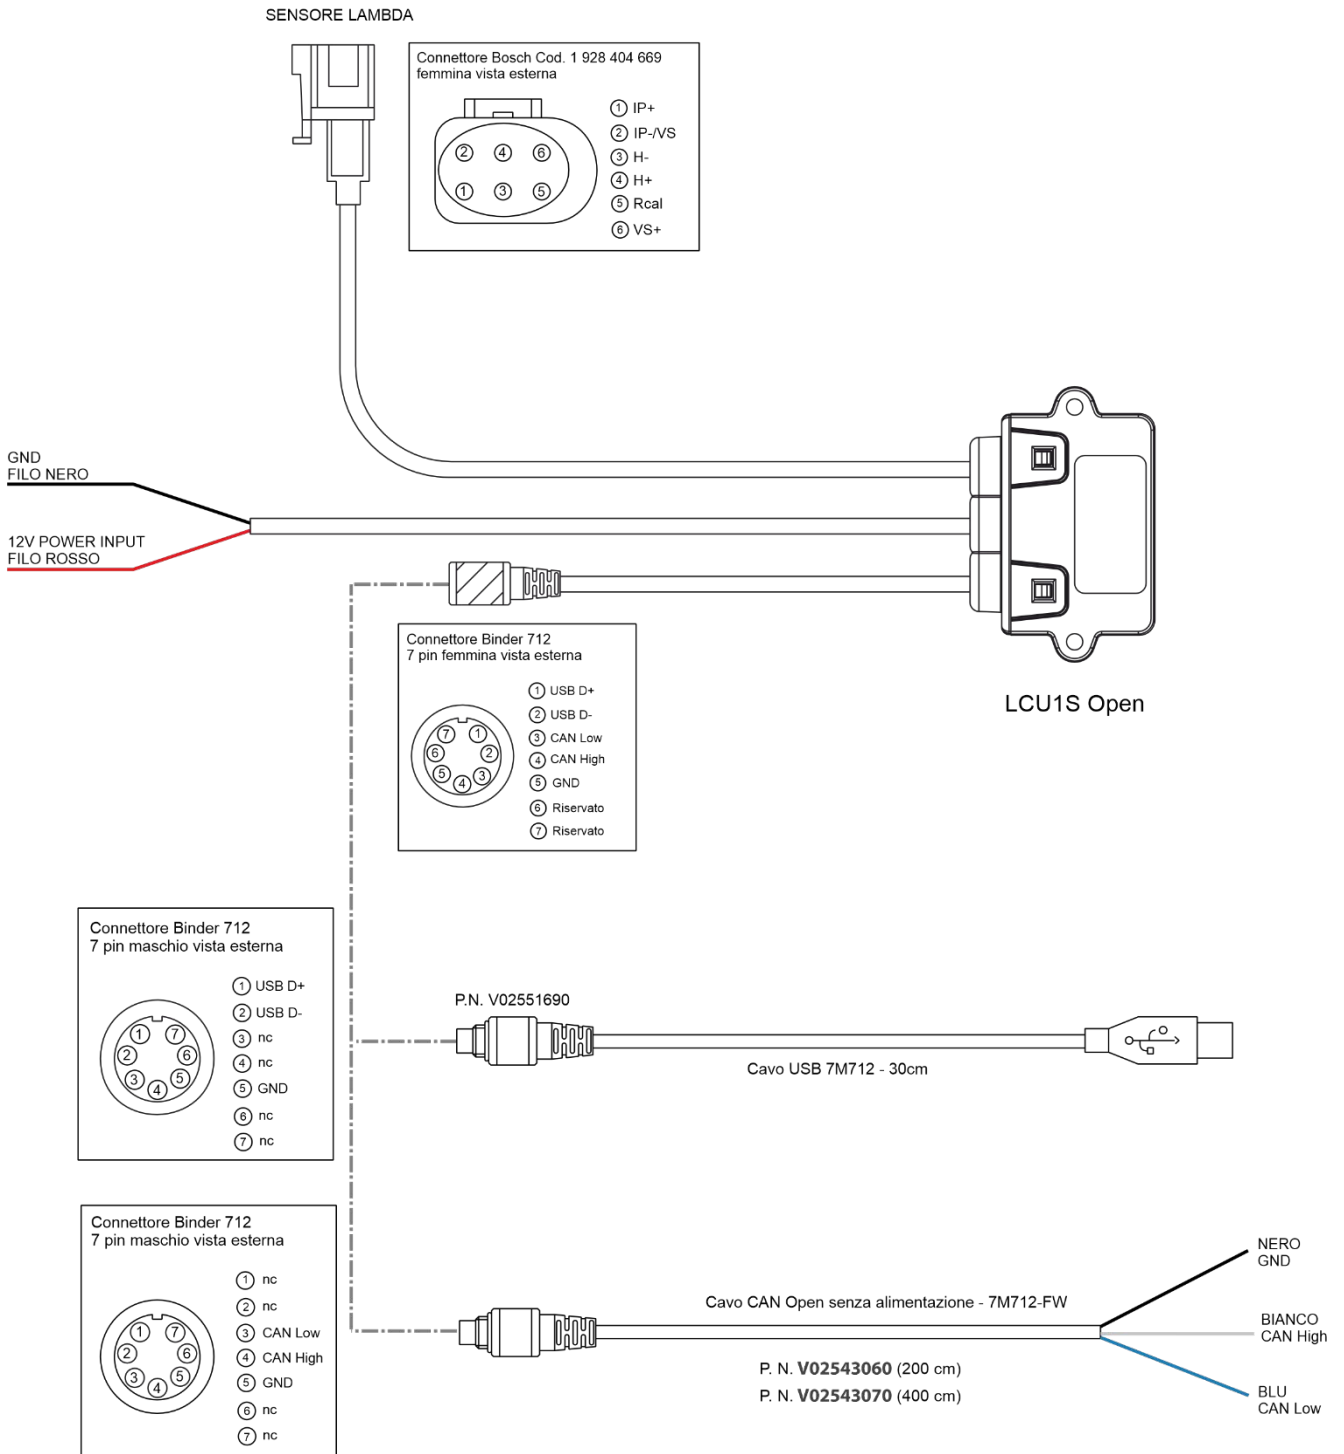 SENSORE LAMBDA
Connettore Bosch Cod. 1 928 404 669
femmina vista esterna
2 4 6
1 3 5
1 IP+
2 IP-/VS
3 H-
4 H+
5 Rcal
6 VS+
GND
FILO NERO
12V POWER INPUT
FILO ROSSO
LCU1S Open
Connettore Binder 712
7 pin femmina vista esterna
7 1
6 2
5 3
4
1 USB D+
2 USB D-
3 CAN Low
4 CAN High
5 GND
6 Riservato
7 Riservato
Connettore Binder 712
7 pin maschio vista esterna
1 7
2 6
3 5
4
1 USB D+
2 USB D-
3 nc
4 nc
5 GND
6 nc
7 nc
P.N. V02551690
Cavo USB 7M712 - 30cm
Connettore Binder 712
7 pin maschio vista esterna
1 7
2 6
3 5
4
1 nc
2 nc
3 CAN Low
4 CAN High
5 GND
6 nc
7 nc
Cavo CAN Open senza alimentazione - 7M712-FW
P. N. V02543060 (200 cm)
P. N. V02543070 (400 cm)
NERO
GND
BIANCO
CAN High
BLU
CAN Low